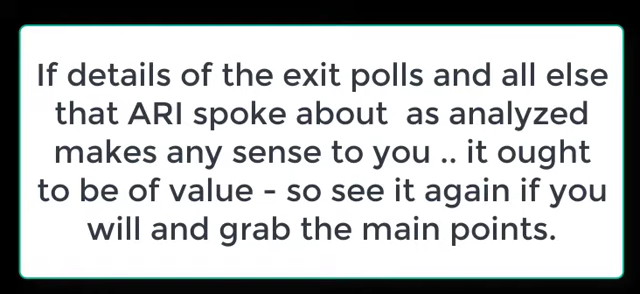 If details of the exit polls and all else
that ARI spoke about as analyzed
makes any sense to you .. it ought
to be of value - so see it again if you
will and grab the main points.